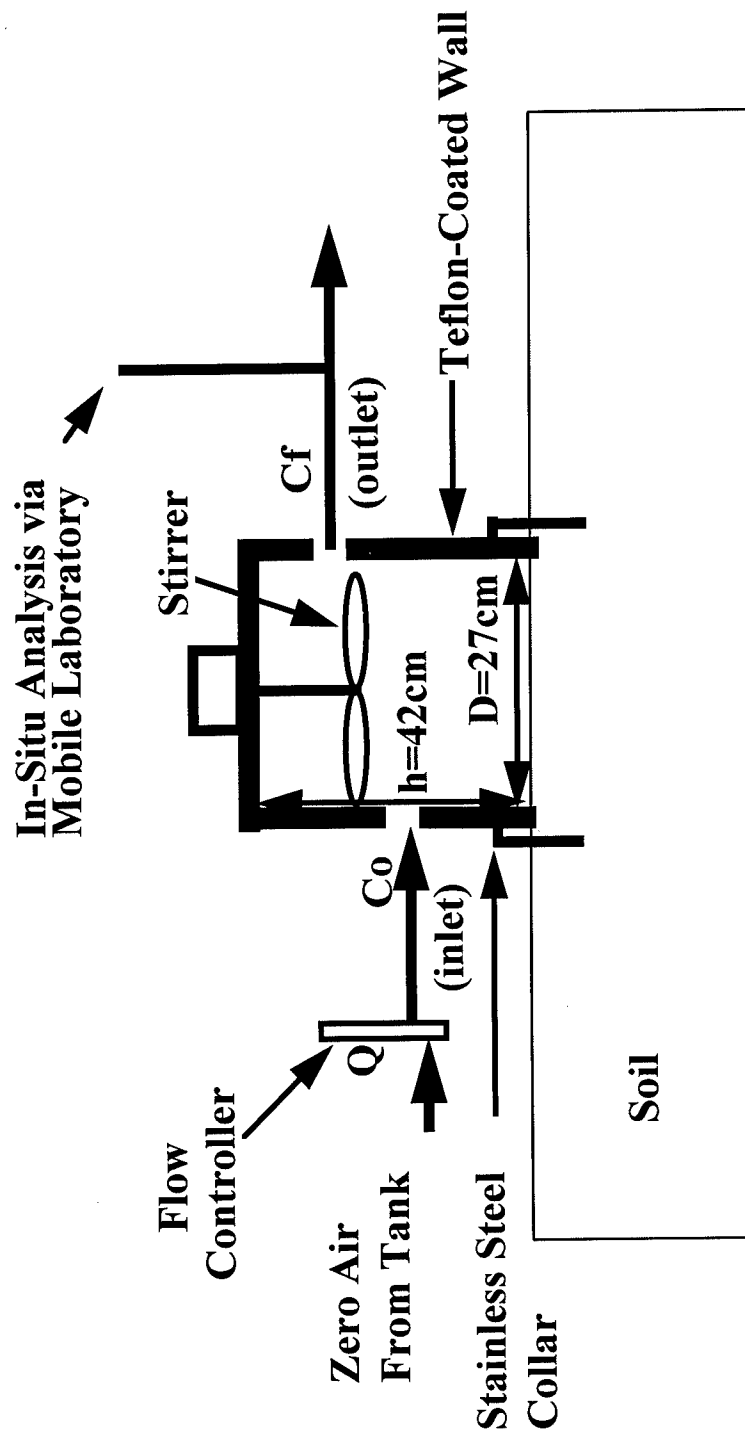 In-Situ Analysis via
Mobile Laboratory
Stirrer
Flow
Controller
Q
Co
(inlet)
Cf
(outlet)
h=42cm
D=27cm
Zero Air
From Tank
Teflon-Coated Wall
Stainless Steel
Collar
Soil